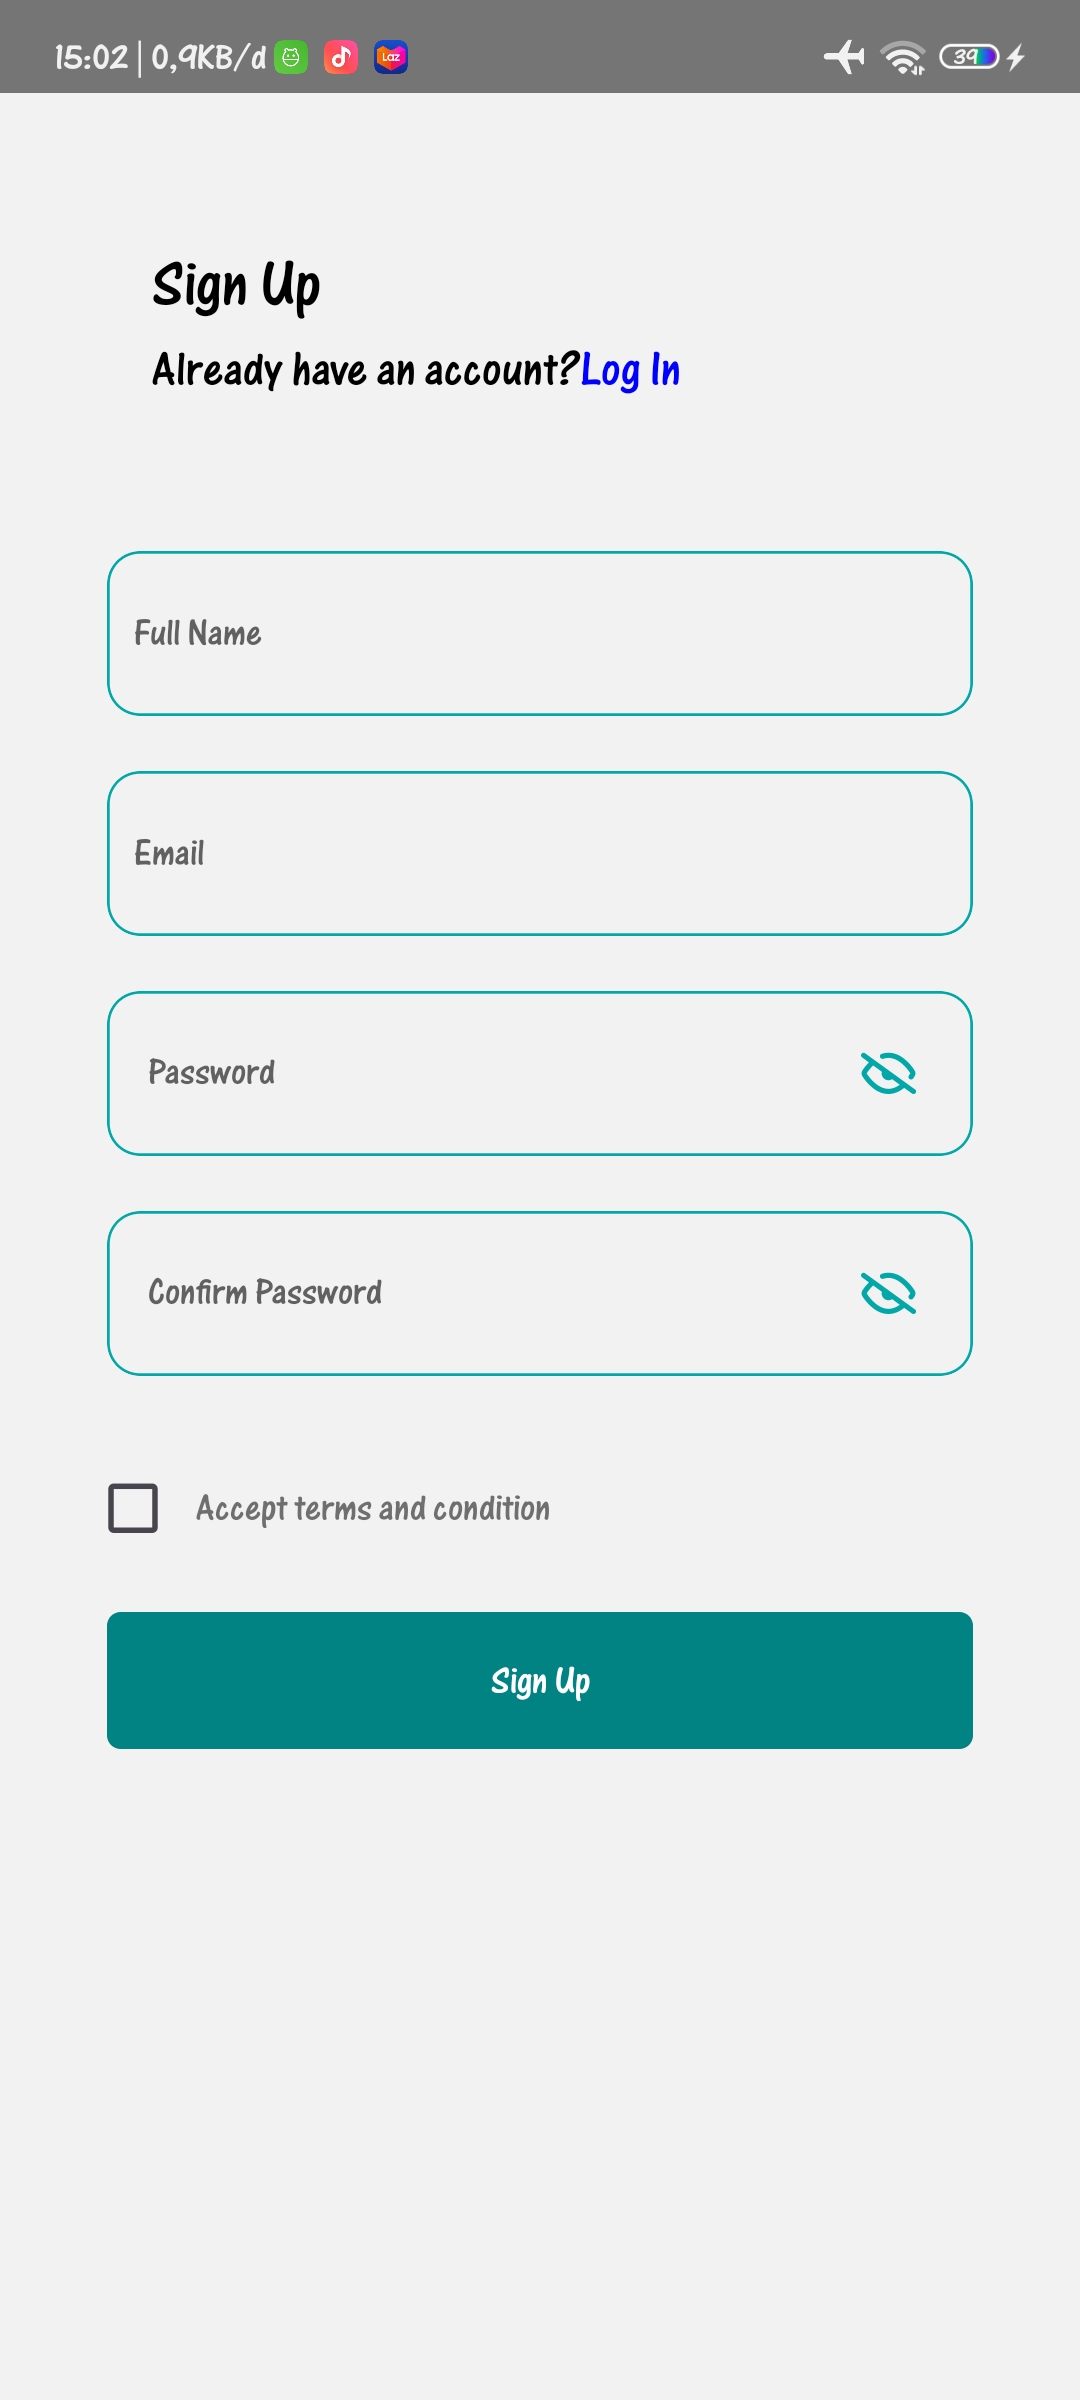 15:02 | 0,9KB/d
Laz
39
Sign Up
Already have an account?Log In
Full Name
Email
Password
Confirm Password
Accept terms and condition
Sign Up